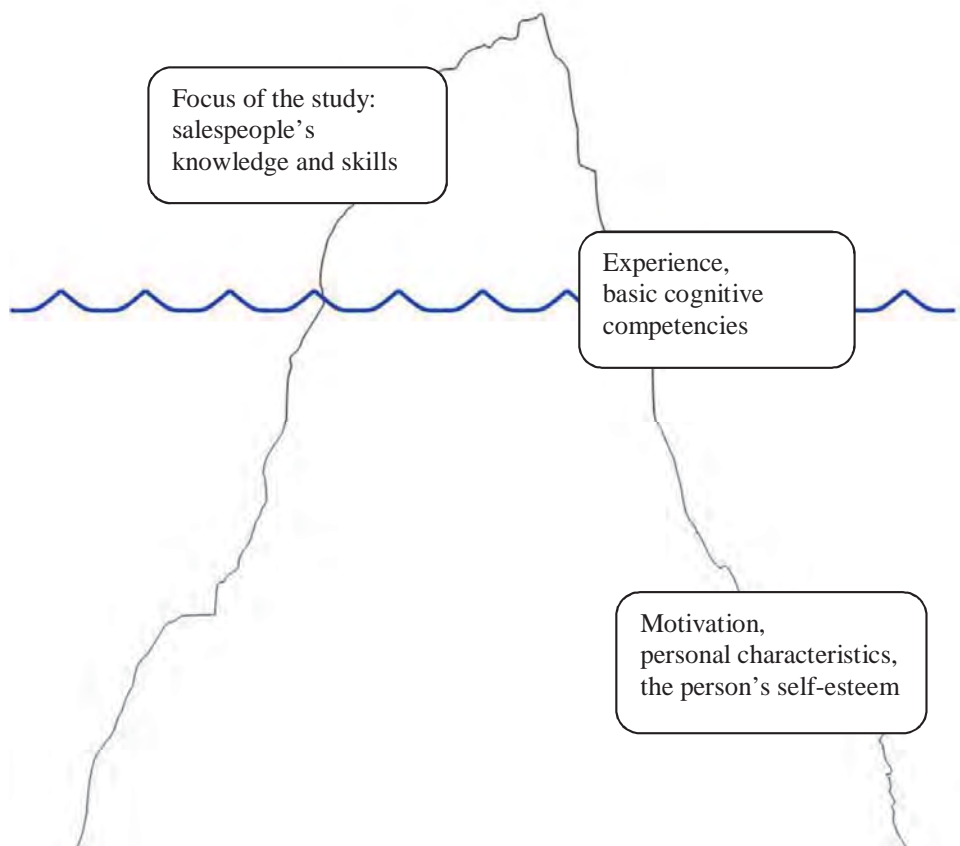 Focus of the study:
salespeople’s
knowledge and skills
Experience,
basic cognitive
competencies
Motivation,
personal characteristics,
the person’s self-esteem